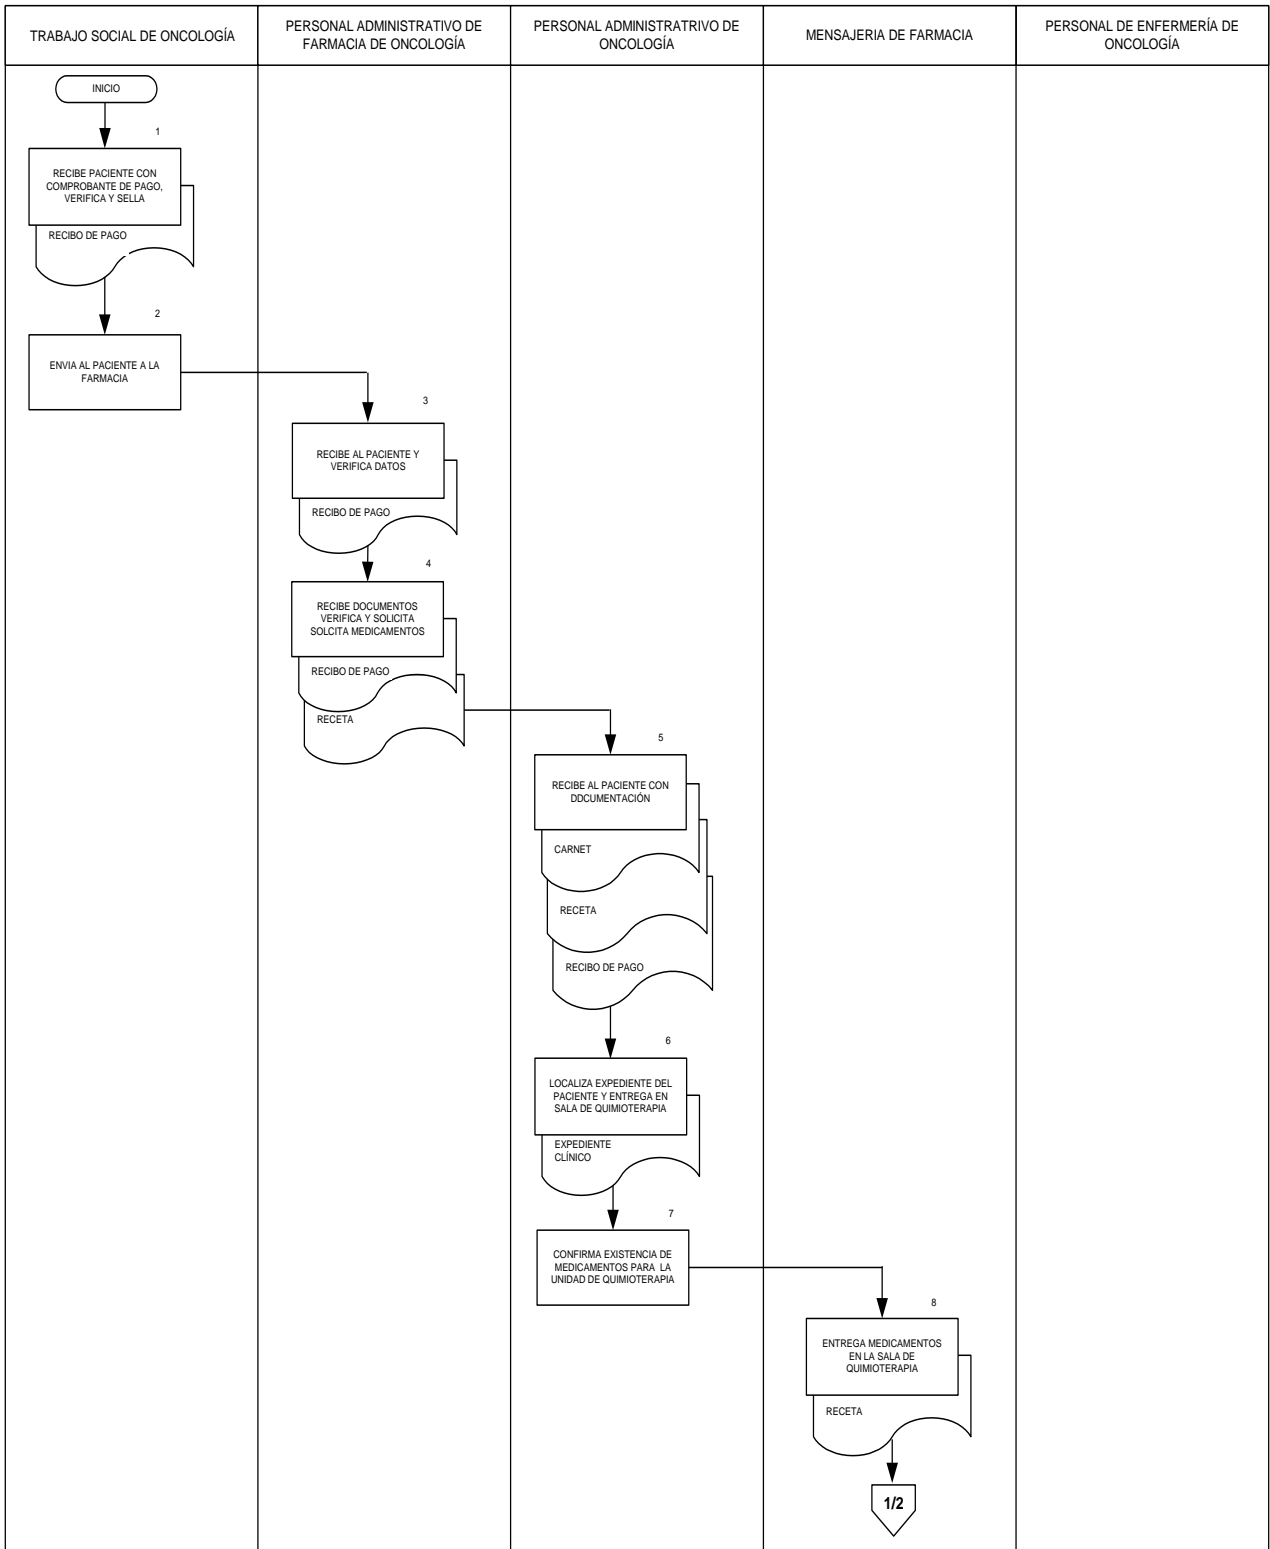 TRABAJO SOCIAL DE ONCOLOGÍA
PERSONAL ADMINISTRATIVO DE
FARMACIA DE ONCOLOGÍA
PERSONAL ADMINISTRATRIVO DE
ONCOLOGÍA
MENSAJERIA DE FARMACIA
PERSONAL DE ENFERMERÍA DE
ONCOLOGÍA
INICIO
1
RECIBE PACIENTE CON
COMPROBANTE DE PAGO,
VERIFICA Y SELLA
RECIBO DE PAGO
2
ENVIA AL PACIENTE A LA
FARMACIA
3
RECIBE AL PACIENTE Y
VERIFICA DATOS
RECIBO DE PAGO
4
RECIBE DOCUMENTOS
VERIFICA Y SOLICITA
SOLCITA MEDICAMENTOS
RECIBO DE PAGO
RECETA
5
RECIBE AL PACIENTE CON
DDCUMENTACIÓN
CARNET
RECETA
RECIBO DE PAGO
6
LOCALIZA EXPEDIENTE DEL
PACIENTE Y ENTREGA EN
SALA DE QUIMIOTERAPIA
EXPEDIENTE
CLÍNICO
7
CONFIRMA EXISTENCIA DE
MEDICAMENTOS PARA LA
UNIDAD DE QUIMIOTERAPIA
8
ENTREGA MEDICAMENTOS
EN LA SALA DE
QUIMIOTERAPIA
RECETA
1/2